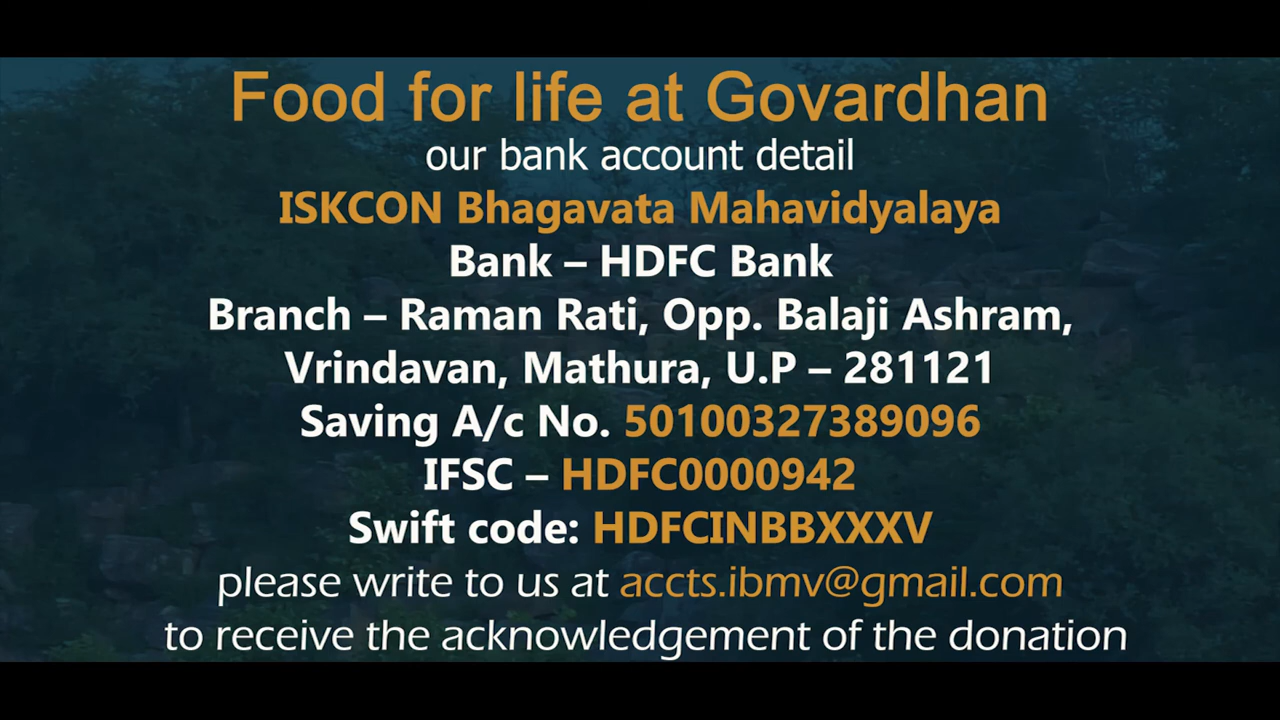 Food for life at Govardhan
our bank account detail
ISKCON Bhagavata Mahavidyalaya
Bank – HDFC Bank
Branch – Raman Rati, Opp. Balaji Ashram,
Vrindavan, Mathura, U.P – 281121
Saving A/c No. 50100327389096
IFSC – HDFC0000942
Swift code: HDFCINBBXXXV
please write to us at accts.ibmv@gmail.com
to receive the acknowledgement of the donation